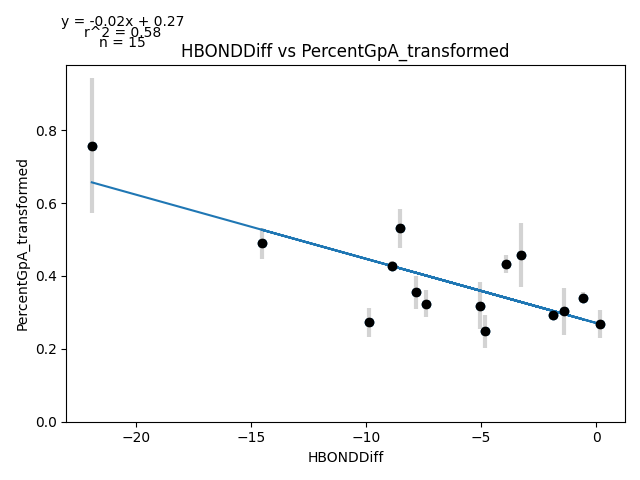 y = -0.02x + 0.27
r^2 = 0.58
n = 15
HBONDDiff vs PercentGpA_transformed
PercentGpA_transformed
0.8
0.6
0.4
0.2
0.0
−20
−15
−10
−5
0
HBONDDiff